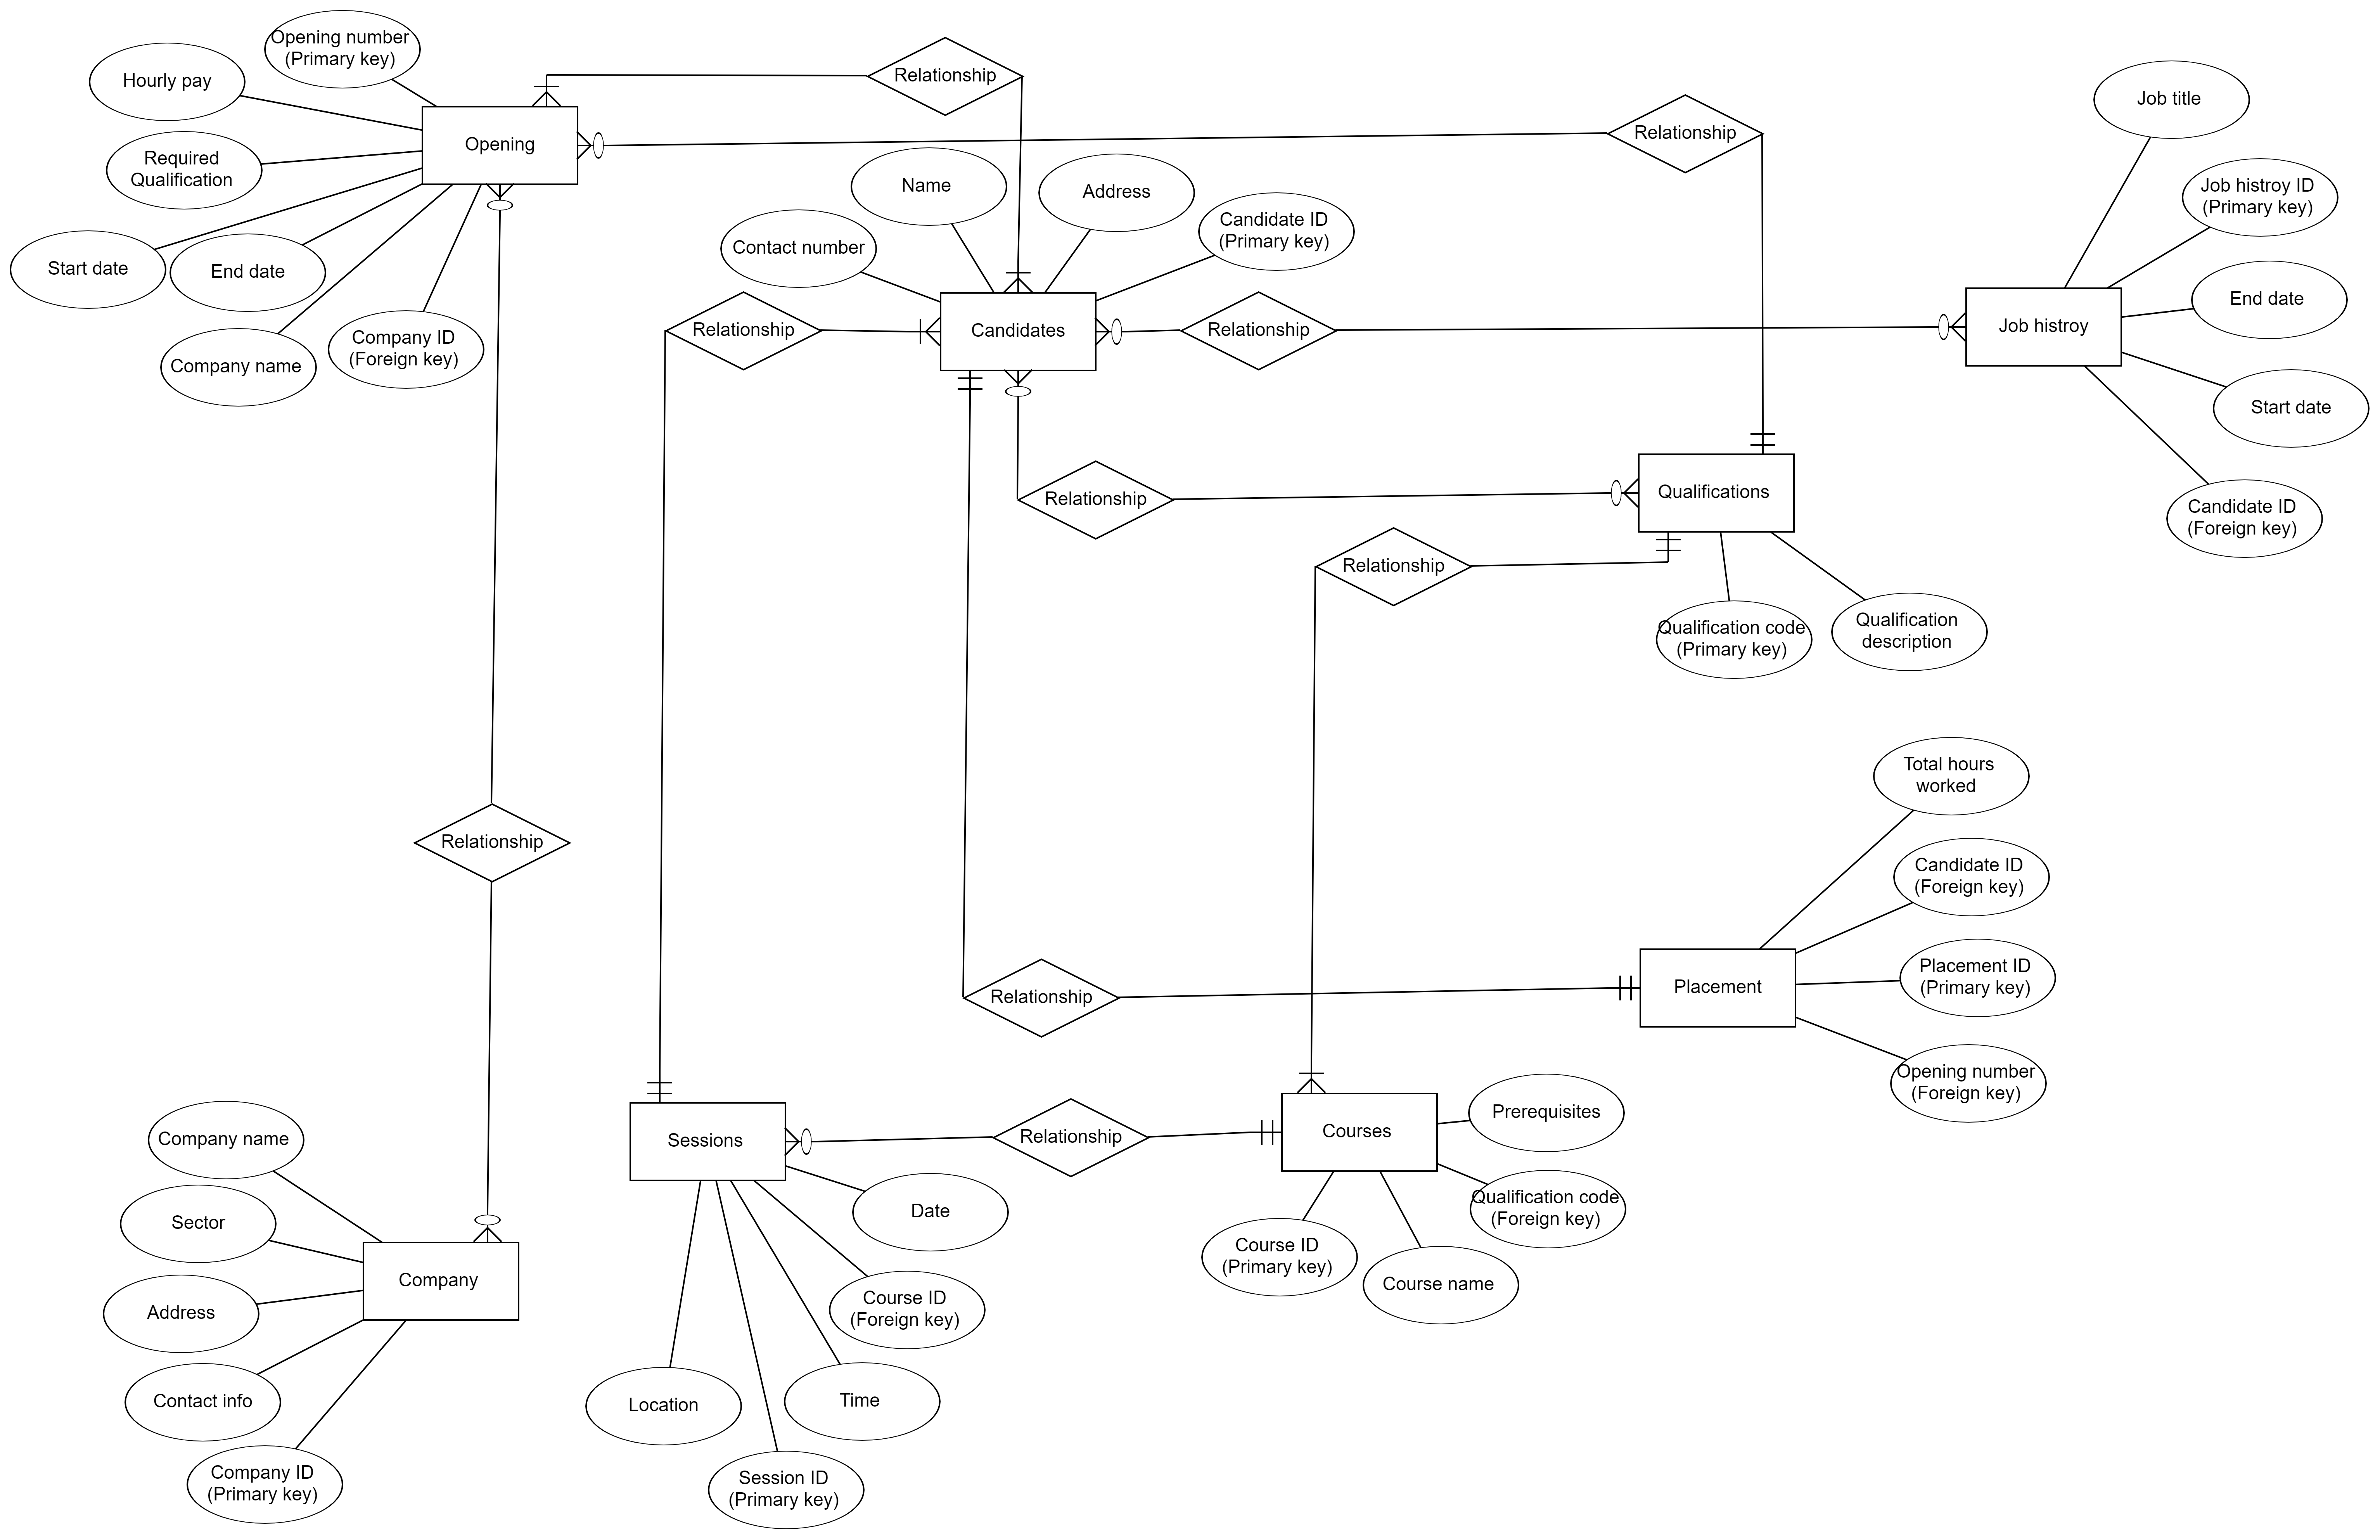 Opening number
(Primary key)
Hourly pay
Required
Qualification
Start date
End date
Company name
Company ID
(Foreign key)
Opening
Relationship
Relationship
Name
Address
Contact number
Candidate ID
(Primary key)
Relationship
Candidates
Relationship
Job title
Job histroy ID
(Primary key)
End date
Job histroy
Start date
Candidate ID
(Foreign key)
Relationship
Qualifications
Relationship
Qualification code
(Primary key)
Qualification
description
Relationship
Total hours
worked
Candidate ID
(Foreign key)
Placement ID
(Primary key)
Placement
Relationship
Opening number
(Foreign key)
Company name
Sector
Address
Contact info
Company ID
(Primary key)
Company
Sessions
Relationship
Courses
Prerequisites
Qualification code
(Foreign key)
Course ID
(Primary key)
Course name
Date
Course ID
(Foreign key)
Location
Time
Session ID
(Primary key)